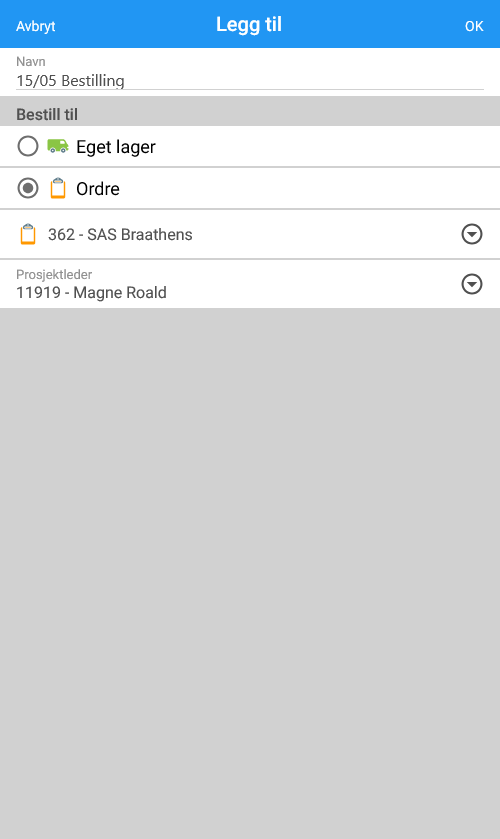 Avbryt Legg til OK
Navn
15/05 Bestilling
Bestill til
Eget lager
Ordre
362 - SAS Braathens
Prosjektleder
11919 - Magne Roald